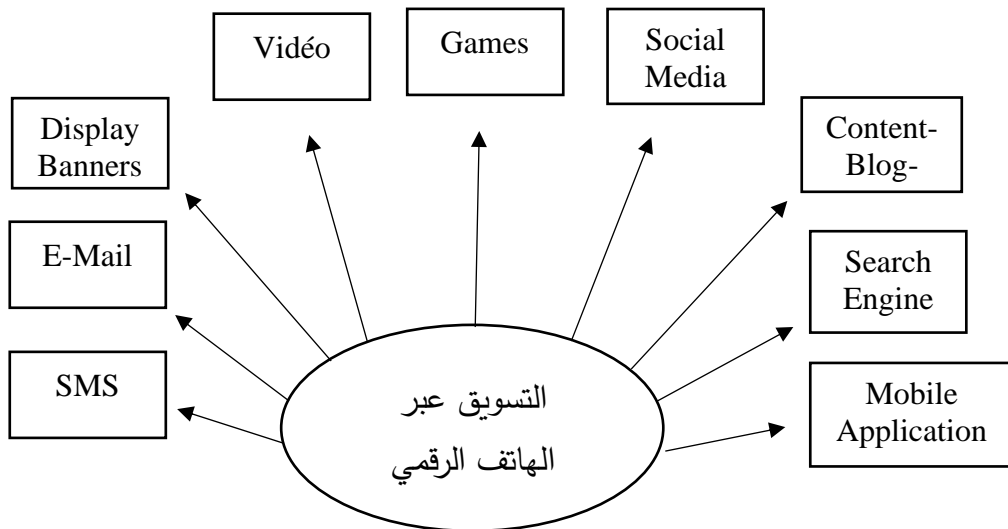 Vidéo
Games
Social
Media
Display
Banners
Content-
Blog-
E-Mail
Search
Engine
SMS
Mobile
Application
التسويق عبر
الهاتف الرقمي